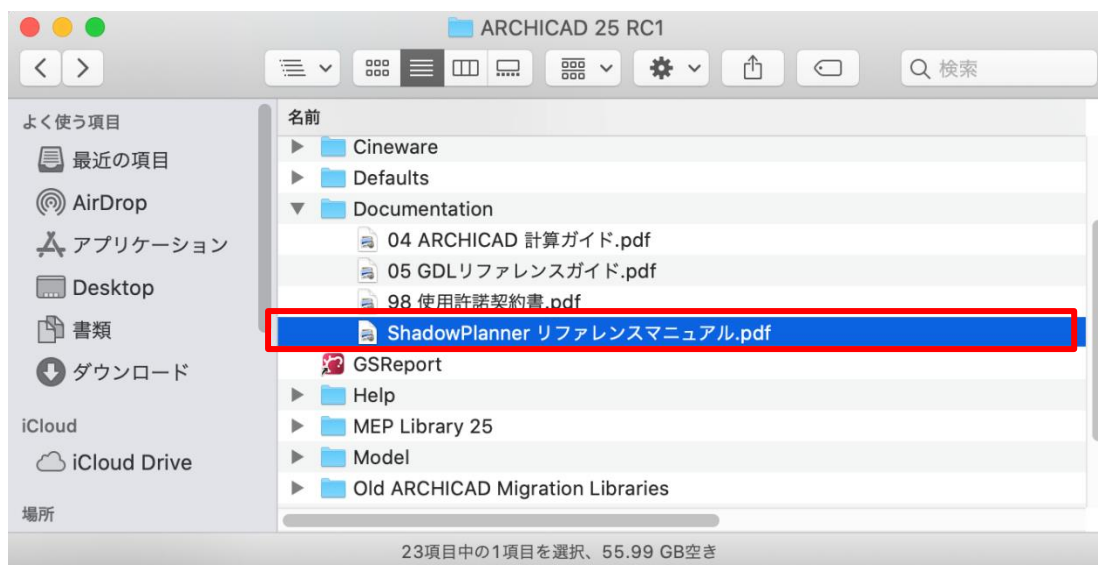 ARCHICAD 25 RC1
検索
よく使う項目
最近の項目
AirDrop
アプリケーション
Desktop
書類
ダウンロード
iCloud
iCloud Drive
場所
名前
Cineware
Defaults
Documentation
04 ARCHICAD 計算ガイド.pdf
05 GDLリファレンスガイド.pdf
98 使用許諾契約書.pdf
ShadowPlanner リファレンスマニュアル.pdf
GSReport
Help
MEP Library 25
Model
Old ARCHICAD Migration Libraries
23項目中の1項目を選択、55.99 GB空き